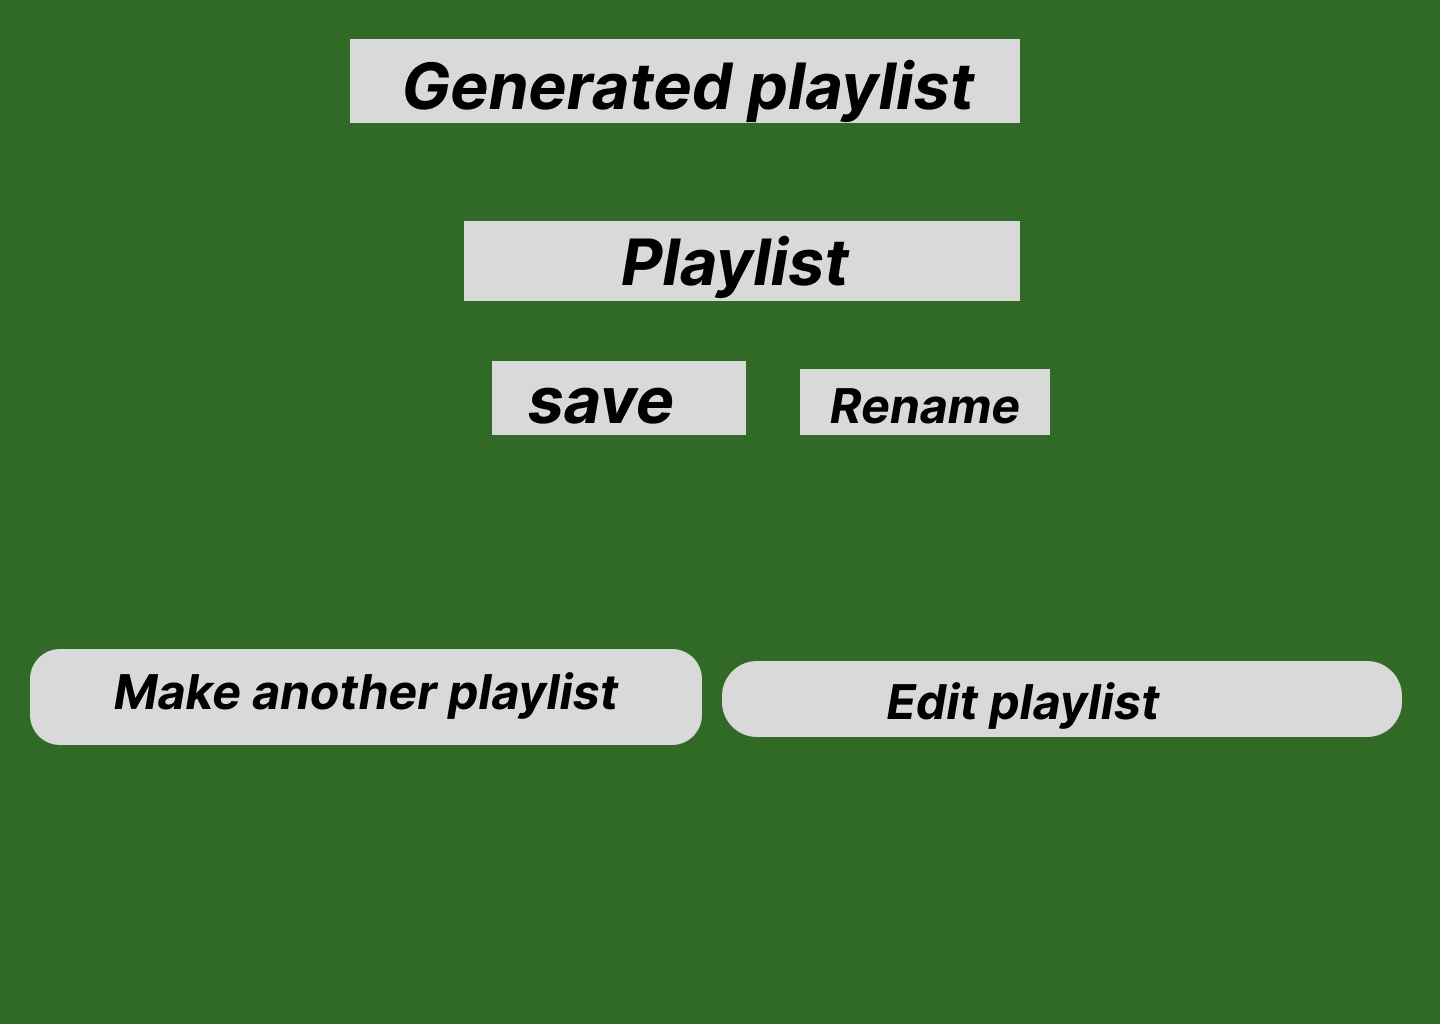 Generated playlist
Playlist
save
Rename
Make another playlist
Edit playlist